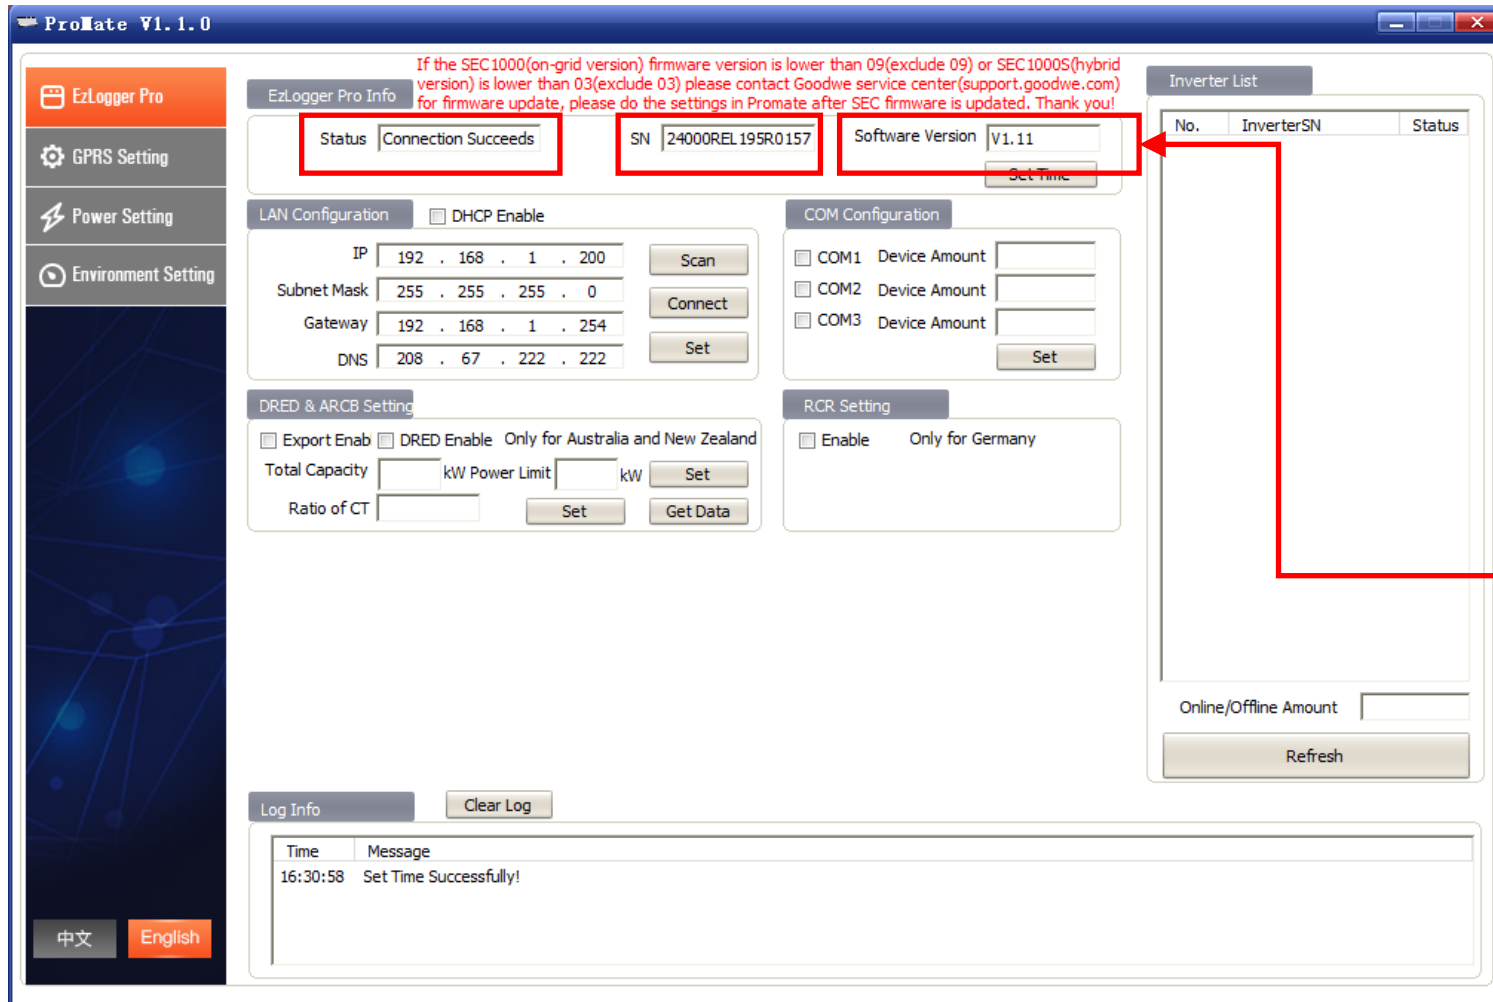 ProMate V1.1.0
If the SEC1000(on-grid version) firmware version is lower than 09(exclude 09) or SEC1000S(hybrid
version) is lower than 03(exclude 03) please contact Goodwe service center(support.goodwe.com)
for firmware update, please do the settings in Promate after SEC firmware is updated. Thank you!
EzLogger Pro
GPRS Setting
Power Setting
Environment Setting
中文 English
EzLogger Pro Info
Status Connection Succeeds SN 24000REL195R0157 Software Version V1.11
Set Time
LAN Configuration DHCP Enable
IP 192 . 168 . 1 . 200 Scan
Subnet Mask 255 . 255 . 255 . 0 Connect
Gateway 192 . 168 . 1 . 254
DNS 208 . 67 . 222 . 222 Set
COM Configuration
COM1 Device Amount
COM2 Device Amount
COM3 Device Amount
Set
DRED & ARCB Setting
Export Enabl DRED Enable Only for Australia and New Zealand
Total Capacity kW Power Limit kW Set
Ratio of CT Set Get Data
RCR Setting
Enable Only for Germany
Inverter List
No. InverterSN Status
Online/Offline Amount
Refresh
Log Info Clear Log
Time Message
16:30:58 Set Time Successfully!